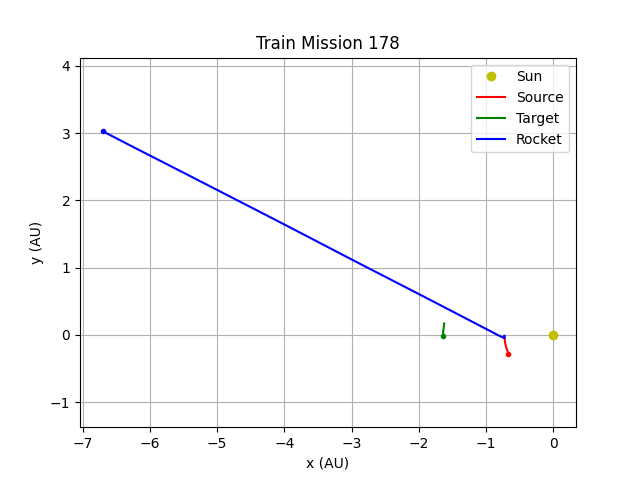 Train Mission 178
Sun
Source
Target
Rocket
4
3
2
1
0
−1
y (AU)
−7
−6
−5
−4
−3
−2
−1
0
x (AU)